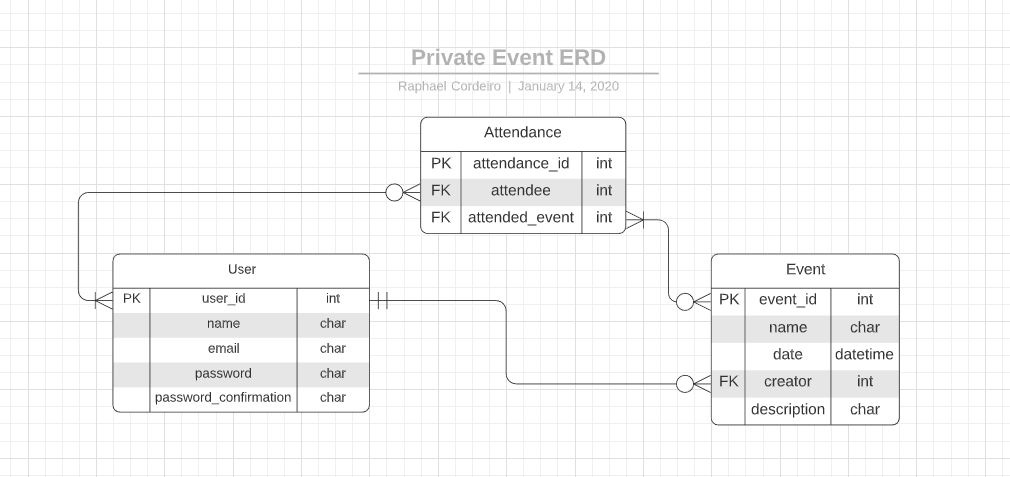 Private Event ERD
Raphael Cordeiro | January 14, 2020
Attendance
PK attendance_id int
FK attendee int
FK attended_event int
User
PK user_id int
name char
email char
password char
password_confirmation char
Event
PK event_id int
name char
date datetime
FK creator int
description char